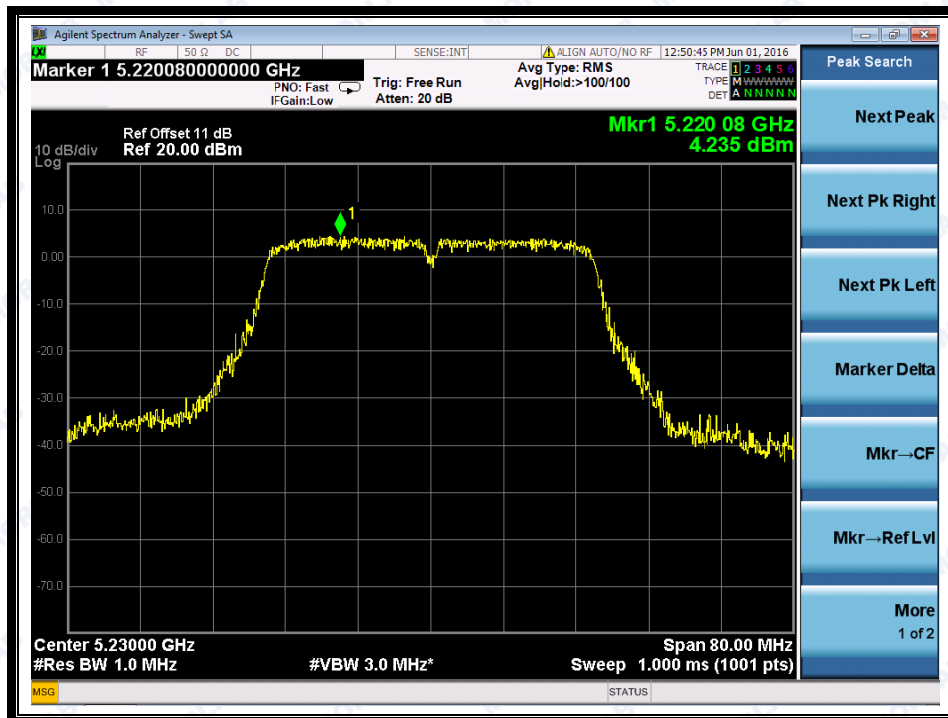 Agilent Spectrum Analyzer - Swept SA
LXI RF 50 Ω DC SENSE:INT ALIGN AUTO/NO RF 12:50:45 PM Jun 01, 2016
Marker 1 5.220080000000 GHz
PNO: Fast
IFGain:Low
Trig: Free Run
Atten: 20 dB
Avg Type: RMS
Avg|Hold:>100/100
TRACE 1 2 3 4 5 6
TYPE M WWWWW
DET A N N N N N
Peak Search
Mkr1 5.220 08 GHz
4.235 dBm
Ref Offset 11 dB
10 dB/div Ref 20.00 dBm
Log
1
10.0
0.00
-10.0
-20.0
-30.0
-40.0
-50.0
-60.0
-70.0
Center 5.23000 GHz Span 80.00 MHz
#Res BW 1.0 MHz #VBW 3.0 MHz* Sweep 1.000 ms (1001 pts)
MSG STATUS
Next Peak
Next Pk Right
Next Pk Left
Marker Delta
Mkr→CF
Mkr→Ref Lvl
More
1 of 2